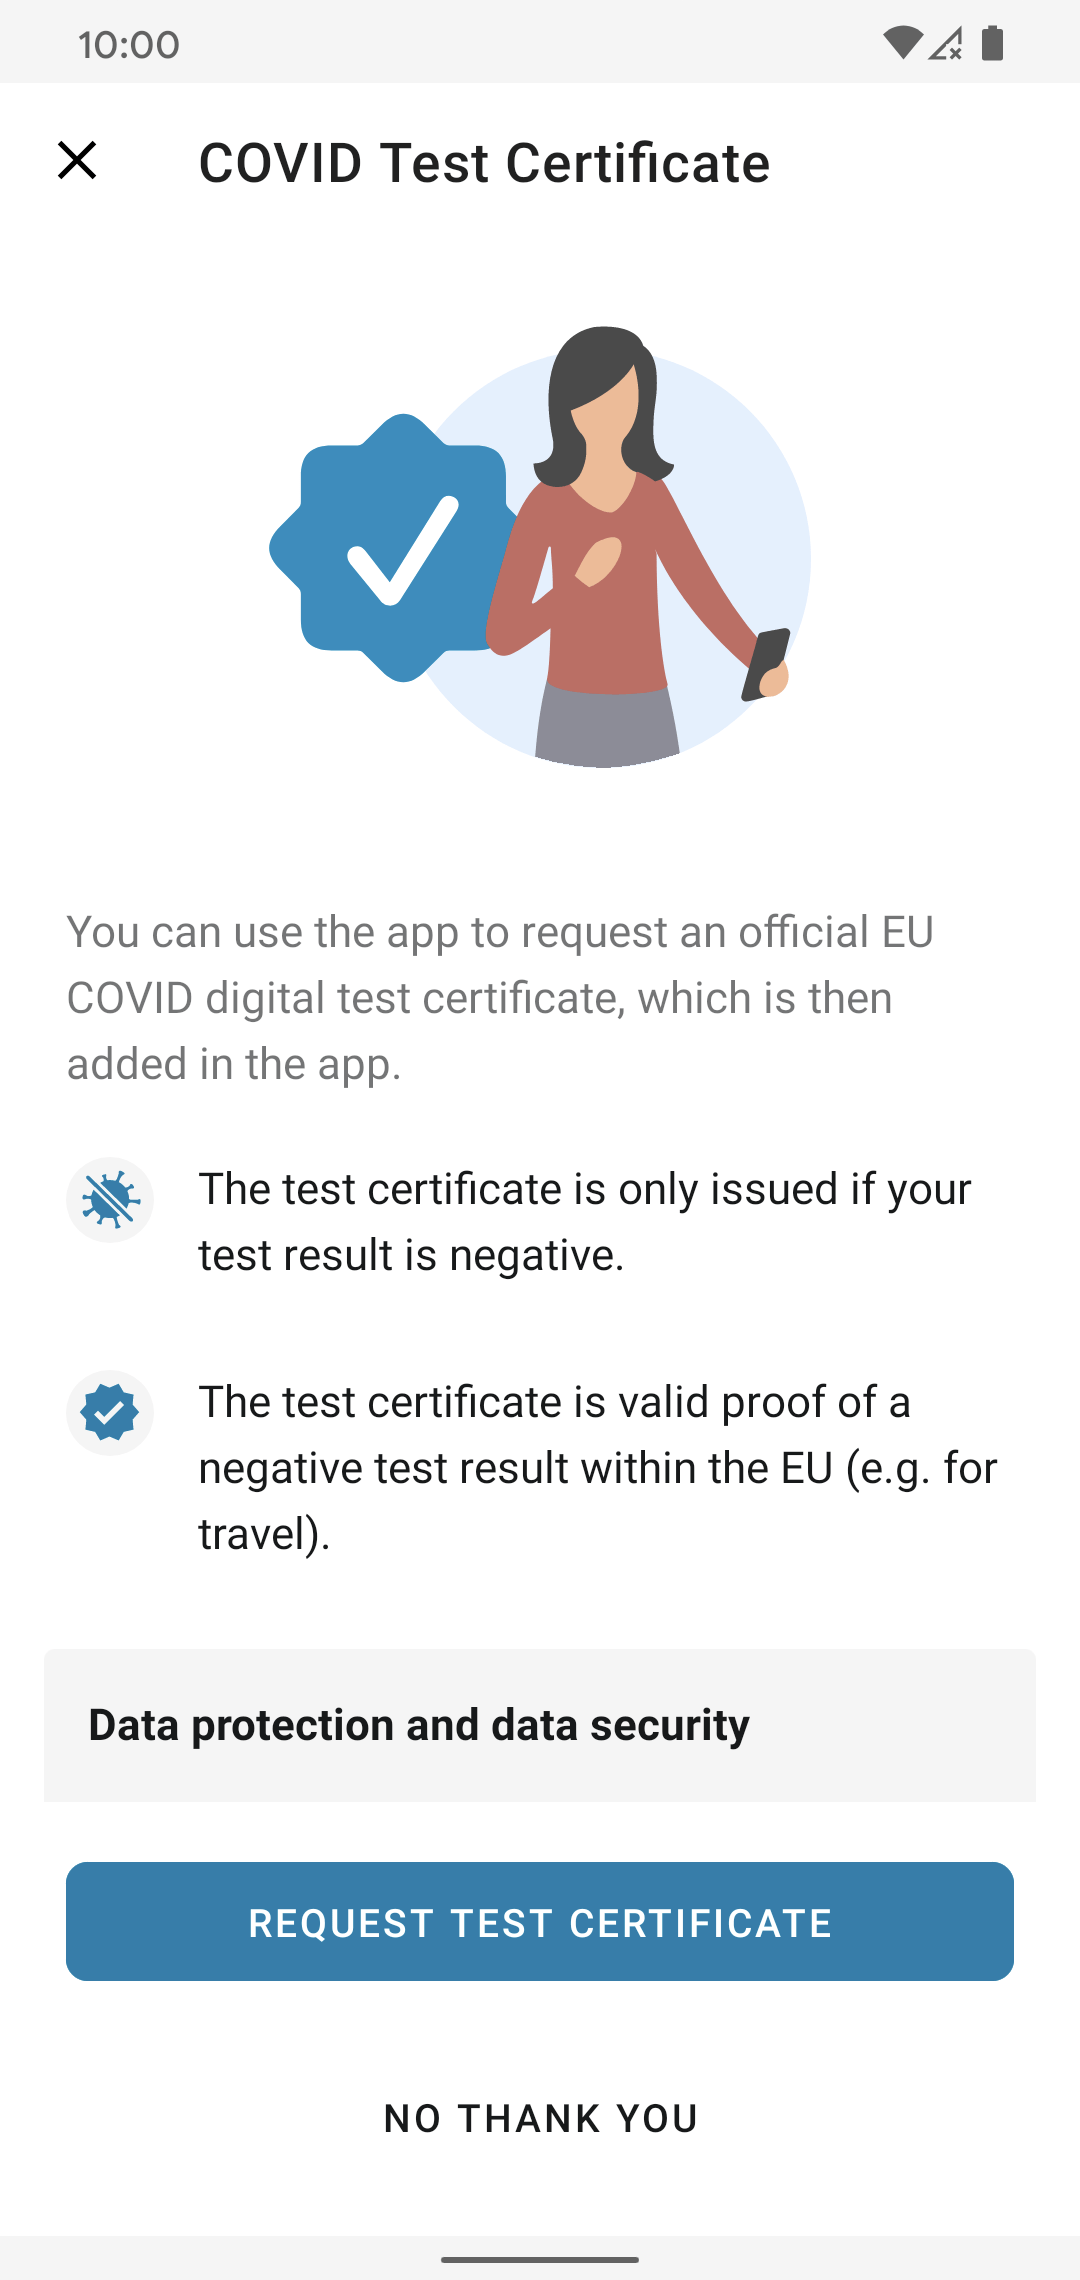 10:00
COVID Test Certificate
You can use the app to request an official EU
COVID digital test certificate, which is then
added in the app.
The test certificate is only issued if your
test result is negative.
The test certificate is valid proof of a
negative test result within the EU (e.g. for
travel).
Data protection and data security
REQUEST TEST CERTIFICATE
NO THANK YOU